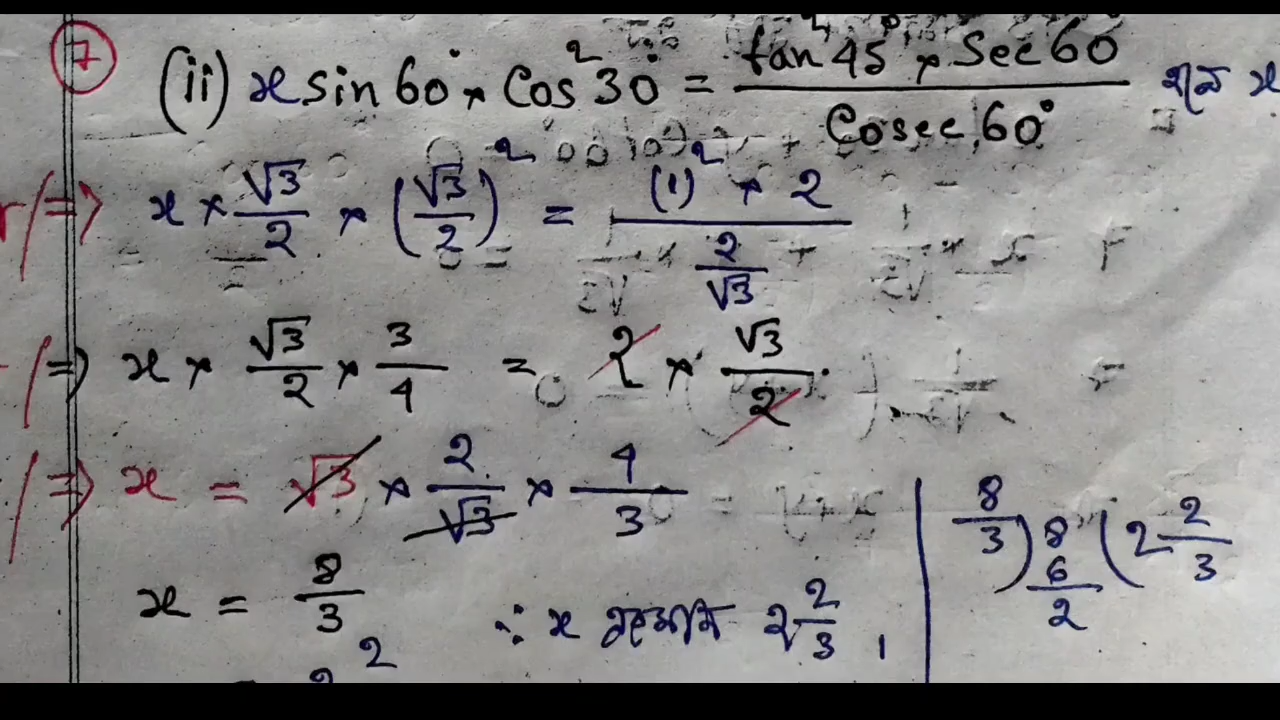 7
(ii) x sin 60° × Cos² 30° = (tan² 45° × Sec 60) / (Cosec 60°) হলে x
⇒ x × √3/2 × (√3/2)² = ((1)² × 2) / (2/√3)
⇒ x × √3/2 × 3/4 = 2 × √3/2
⇒ x = √3 × 2/√3 × 4/3
8/3) 8 (2 2/3
6
2
x = 8/3 ∴ x 2 2/3 ।
= 2